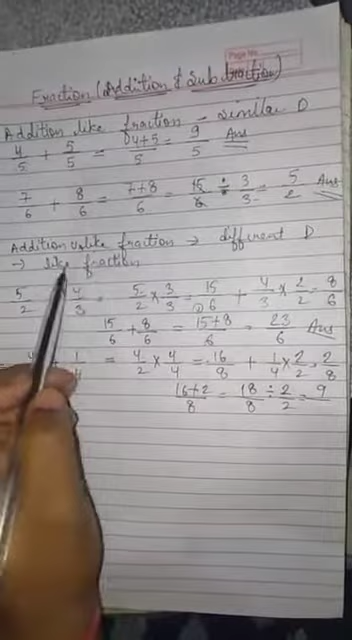 Page No.
Fraction (Addition & Subtraction)
Addition like fraction - similar D
4/5 + 5/5 = 4+5/5 = 9/5 Ans
7/6 + 8/6 = 7+8/6 = 15/6 ÷ 3/3 = 5/2 Ans
Addition unlike fraction → different D
→ like fraction
5/2 4/3 = 5/2 × 3/3 = 15/6 + 4/3 × 2/2 = 8/6
15/6 + 8/6 = 15+8/6 = 23/6 Ans
1/4 = 4/2 × 4/4 = 16/8 + 1/4 × 2/2 = 2/8
16+2/8 = 18/8 ÷ 2/2 = 9